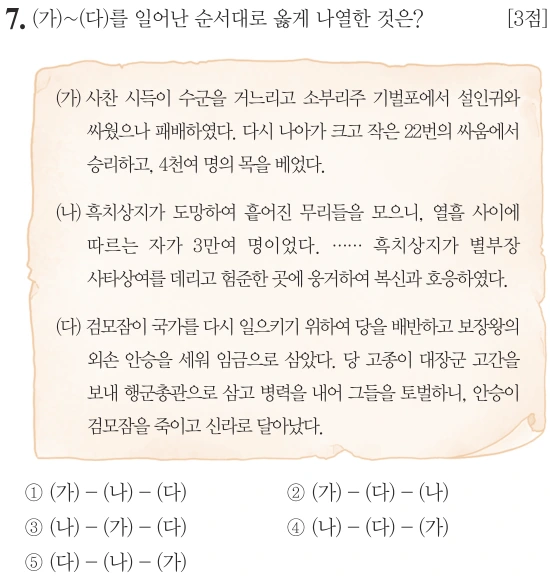 7. (가)~(다)를 일어난 순서대로 옳게 나열한 것은? [3점]
(가) 사찬 시득이 수군을 거느리고 소부리주 기벌포에서 설인귀와
싸웠으나 패배하였다. 다시 나아가 크고 작은 22번의 싸움에서
승리하고, 4천여 명의 목을 베었다.
(나) 흑치상지가 도망하여 흩어진 무리들을 모으니, 열흘 사이에
따르는 자가 3만여 명이었다. …… 흑치상지가 별부장
사타상여를 데리고 험준한 곳에 웅거하여 복신과 호응하였다.
(다) 검모잠이 국가를 다시 일으키기 위하여 당을 배반하고 보장왕의
외손 안승을 세워 임금으로 삼았다. 당 고종이 대장군 고간을
보내 행군총관으로 삼고 병력을 내어 그들을 토벌하니, 안승이
검모잠을 죽이고 신라로 달아났다.
① (가) – (나) – (다) ② (가) – (다) – (나)
③ (나) – (가) – (다) ④ (나) – (다) – (가)
⑤ (다) – (나) – (가)